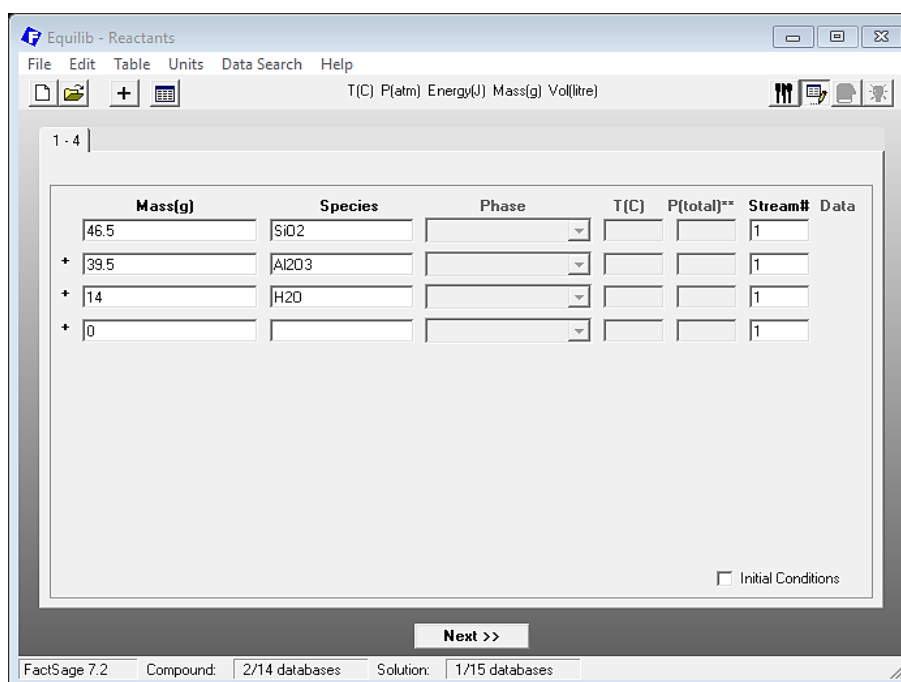 Equilib - Reactants
File Edit Table Units Data Search Help
T(C) P(atm) Energy(J) Mass(g) Vol(litre)
1 - 4
Mass(g) Species Phase T(C) P(total)** Stream# Data
46.5 SiO2 1
+ 39.5 Al2O3 1
+ 14 H2O 1
+ 0 1
Initial Conditions
Next >>
FactSage 7.2 Compound: 2/14 databases Solution: 1/15 databases